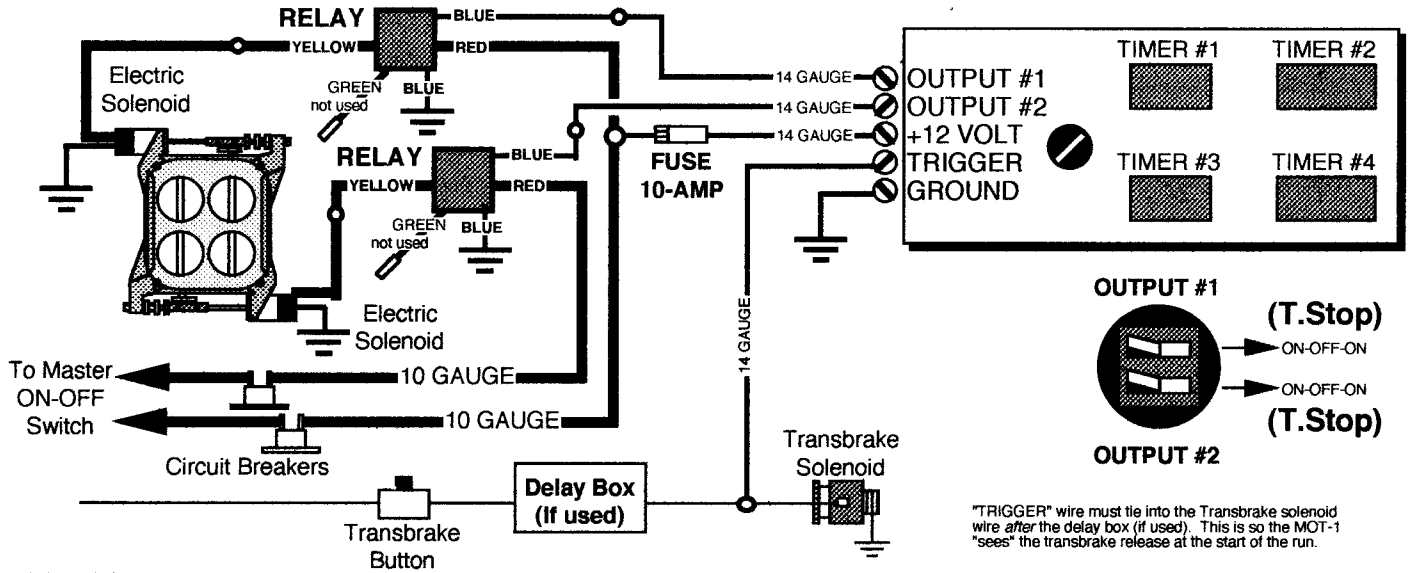 RELAY
BLUE
YELLOW
RED
GREEN
not used
BLUE
Electric
Solenoid
14 GAUGE
OUTPUT #1
14 GAUGE
OUTPUT #2
14 GAUGE
+12 VOLT
TRIGGER
GROUND
TIMER #1
TIMER #2
TIMER #3
TIMER #4
FUSE
10-AMP
RELAY
BLUE
YELLOW
RED
GREEN
not used
BLUE
Electric
Solenoid
14 GAUGE
To Master
ON-OFF
Switch
10 GAUGE
10 GAUGE
Circuit Breakers
OUTPUT #1
(T.Stop)
ON-OFF-ON
ON-OFF-ON
(T.Stop)
OUTPUT #2
Transbrake
Button
Delay Box
(If used)
Transbrake
Solenoid
"TRIGGER" wire must tie into the Transbrake solenoid
wire after the delay box (if used). This is so the MOT-1
"sees" the transbrake release at the start of the run.